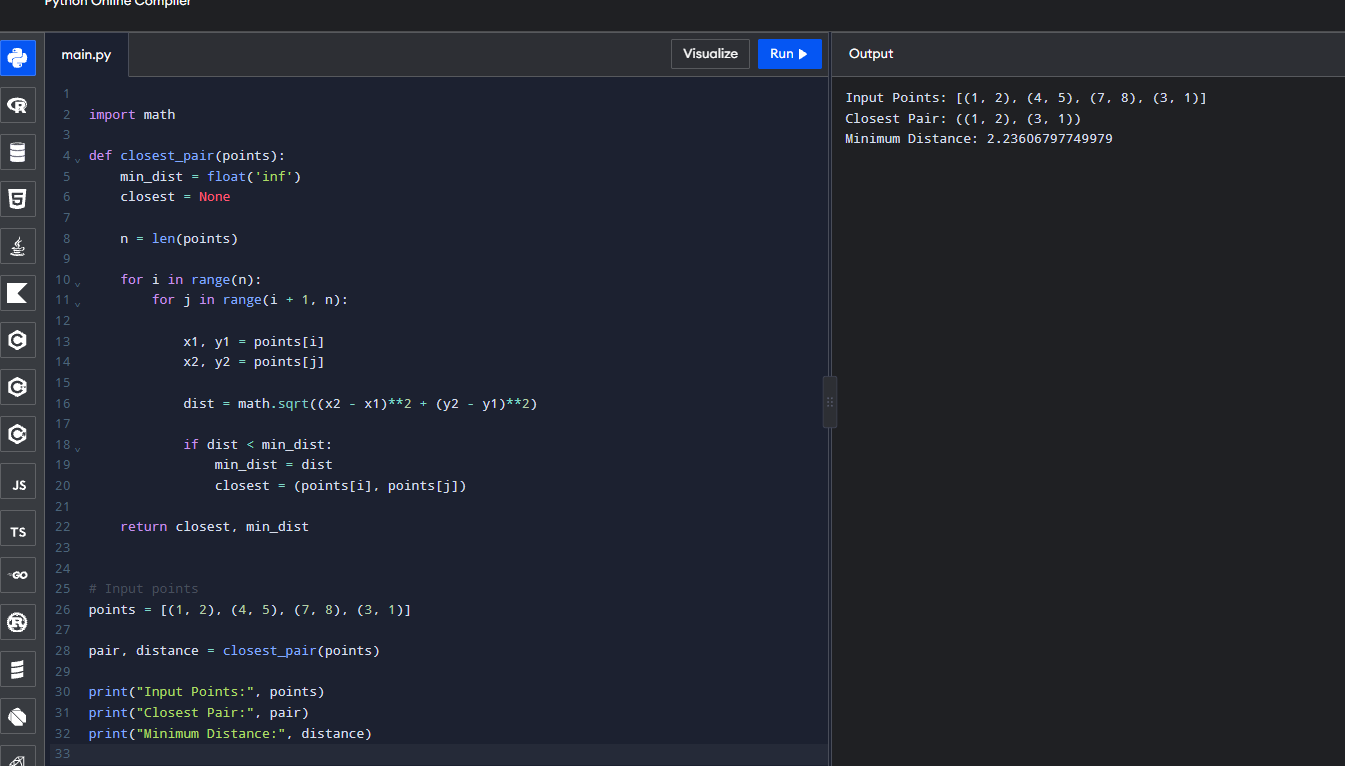 Python Online Compiler
main.py
Visualize
Run
Output
1
2 import math
3
4 def closest_pair(points):
5     min_dist = float('inf')
6     closest = None
7
8     n = len(points)
9
10     for i in range(n):
11         for j in range(i + 1, n):
12
13             x1, y1 = points[i]
14             x2, y2 = points[j]
15
16             dist = math.sqrt((x2 - x1)**2 + (y2 - y1)**2)
17
18             if dist < min_dist:
19                 min_dist = dist
20                 closest = (points[i], points[j])
21
22     return closest, min_dist
23
24
25 # Input points
26 points = [(1, 2), (4, 5), (7, 8), (3, 1)]
27
28 pair, distance = closest_pair(points)
29
30 print("Input Points:", points)
31 print("Closest Pair:", pair)
32 print("Minimum Distance:", distance)
33
Input Points: [(1, 2), (4, 5), (7, 8), (3, 1)]
Closest Pair: ((1, 2), (3, 1))
Minimum Distance: 2.23606797749979
R
5
C
C
C
JS
TS
GO
R